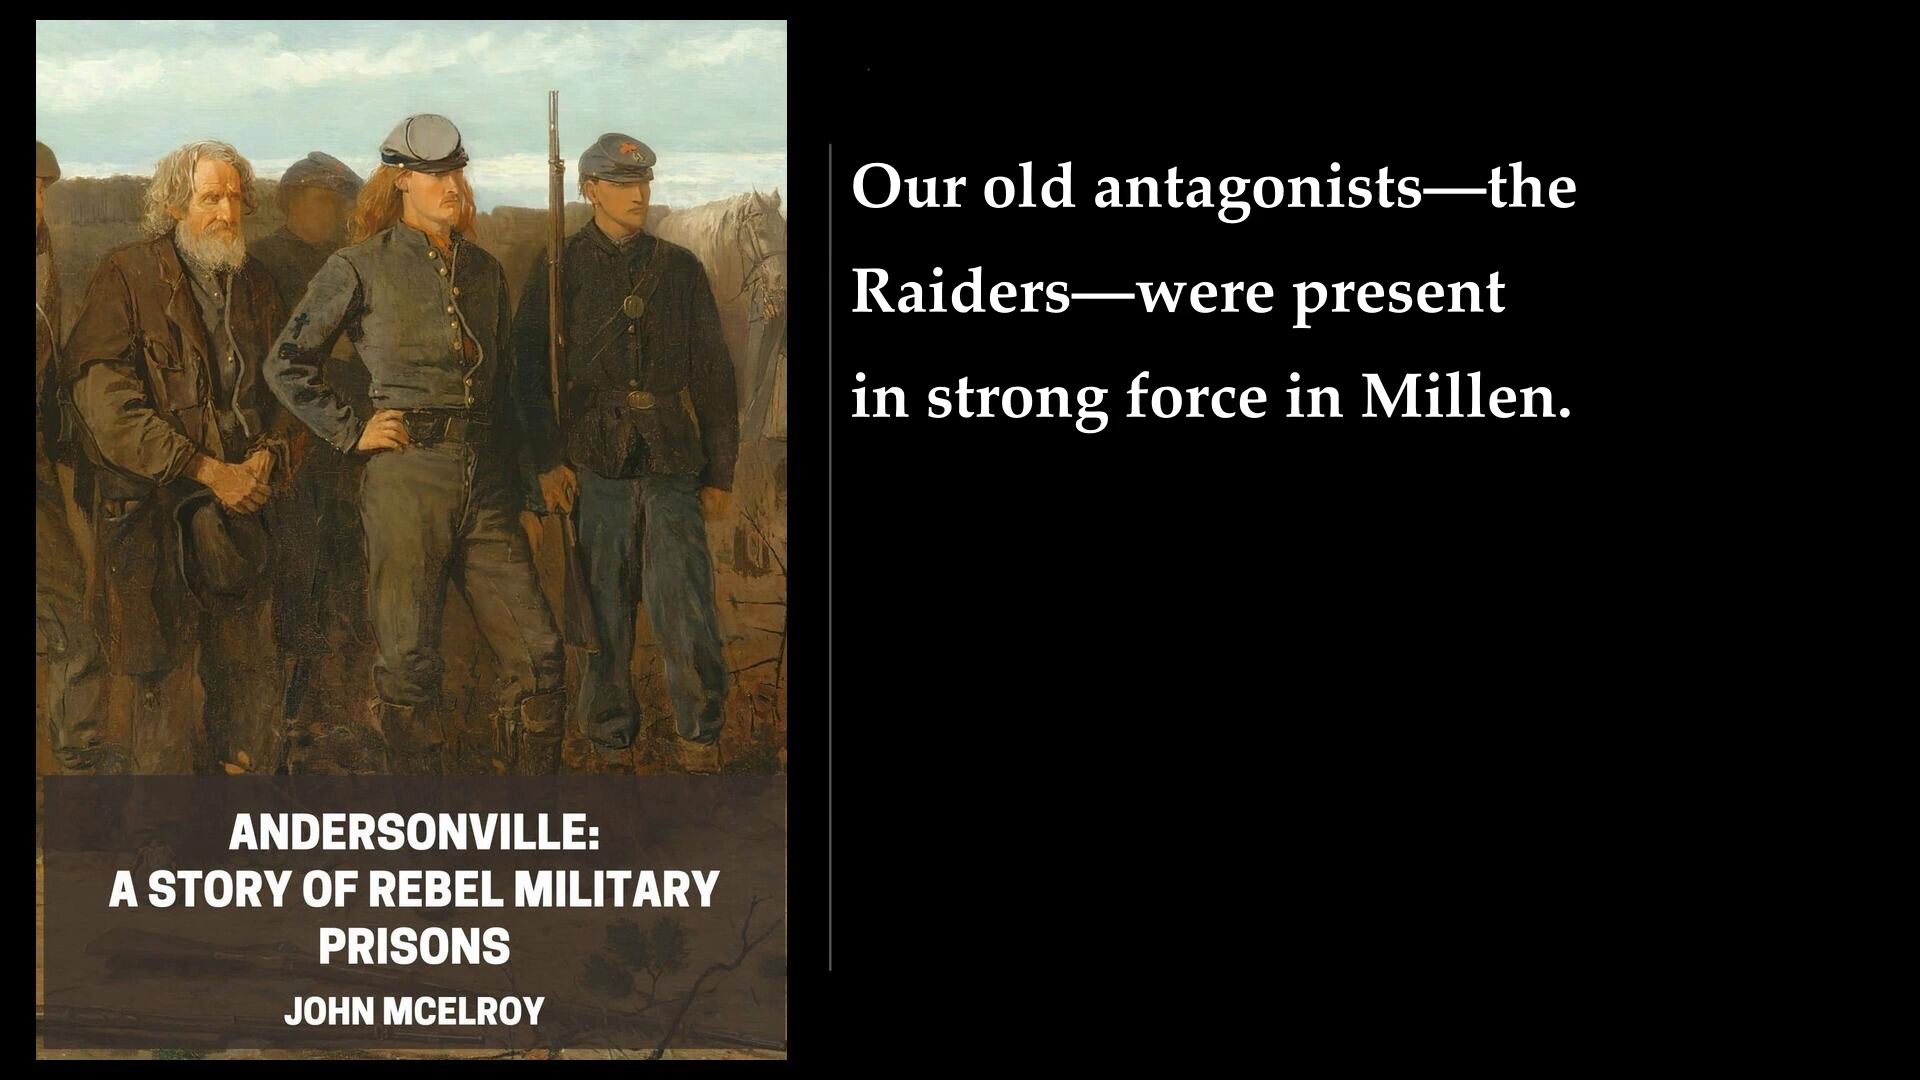 Our old antagonists—the
Raiders—were present
in strong force in Millen.
ANDERSONVILLE:
A STORY OF REBEL MILITARY
PRISONS
JOHN MCELROY